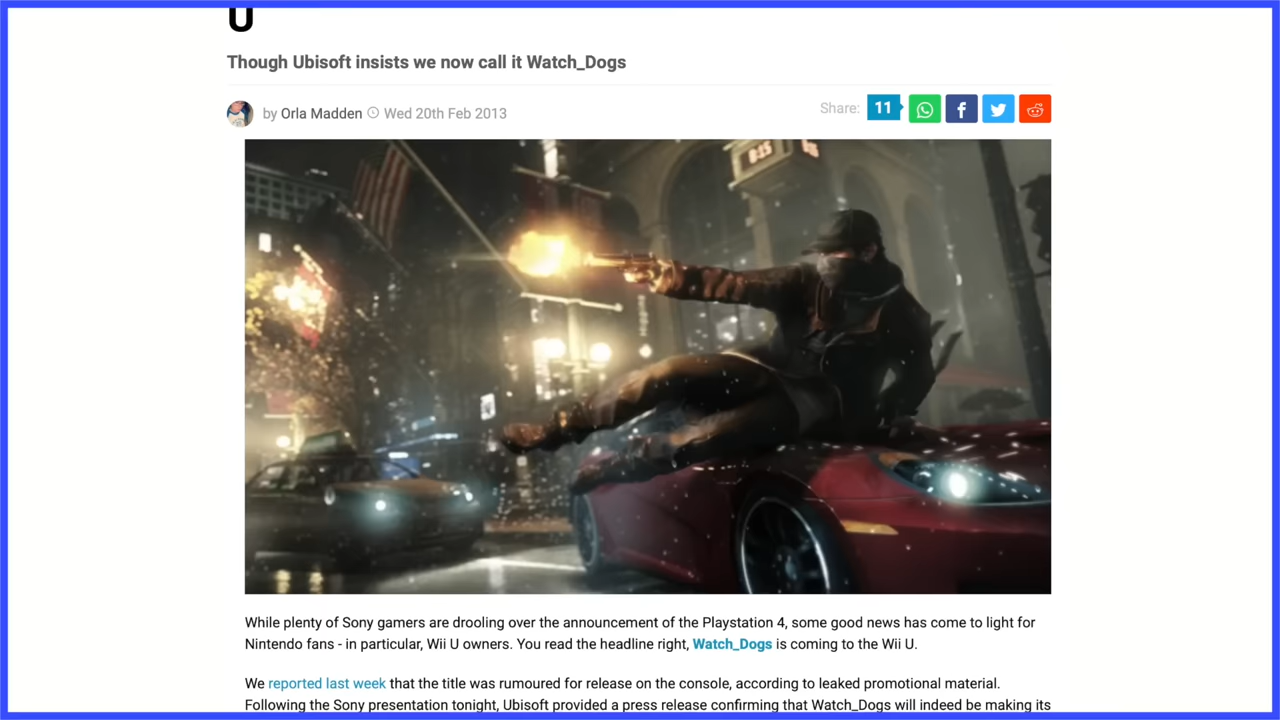 U
Though Ubisoft insists we now call it Watch_Dogs
by Orla Madden Wed 20th Feb 2013
Share: 11
8:15
While plenty of Sony gamers are drooling over the announcement of the Playstation 4, some good news has come to light for
Nintendo fans - in particular, Wii U owners. You read the headline right, Watch_Dogs is coming to the Wii U.
We reported last week that the title was rumoured for release on the console, according to leaked promotional material.
Following the Sony presentation tonight, Ubisoft provided a press release confirming that Watch_Dogs will indeed be making its